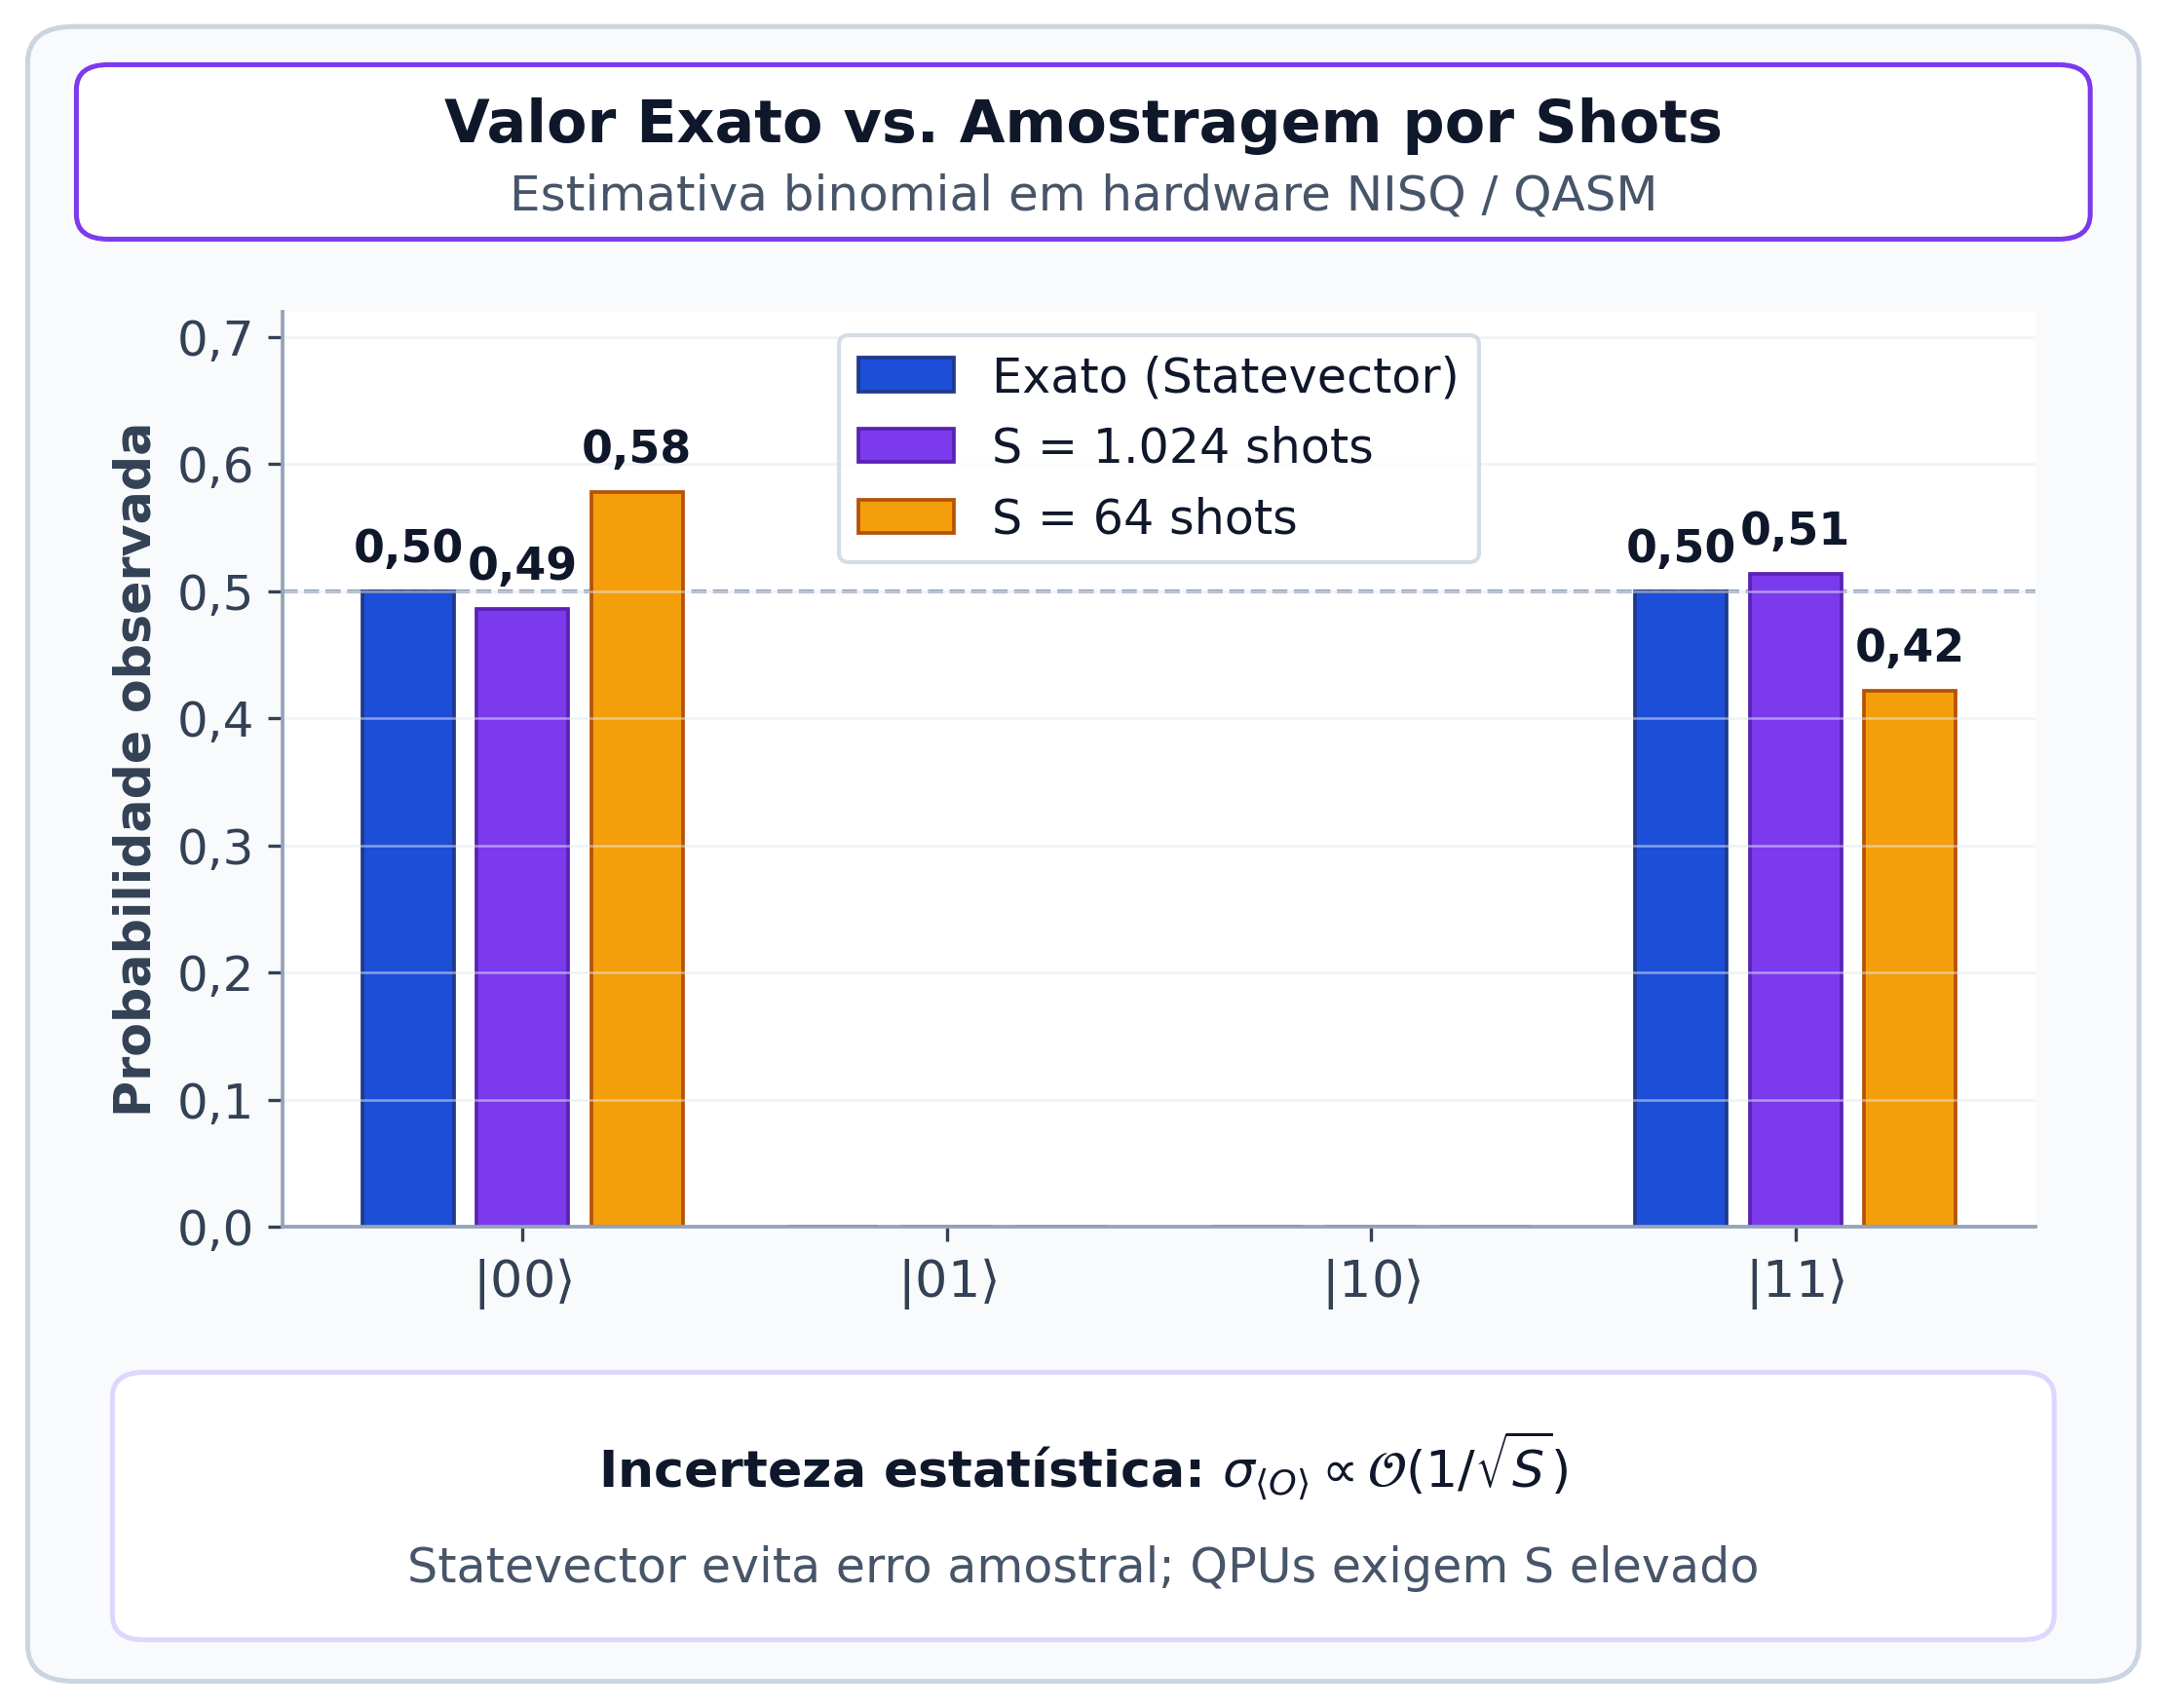 Valor Exato vs. Amostragem por Shots
Estimativa binomial em hardware NISQ / QASM
Probabilidade observada
0,7
0,6
0,5
0,4
0,3
0,2
0,1
0,0
Exato (Statevector)
S = 1.024 shots
S = 64 shots
0,50
0,49
0,58
0,50
0,51
0,42
|00⟩
|01⟩
|10⟩
|11⟩
Incerteza estatística: σ⟨O⟩ ∝ 𝒪(1/√S)
Statevector evita erro amostral; QPUs exigem S elevado